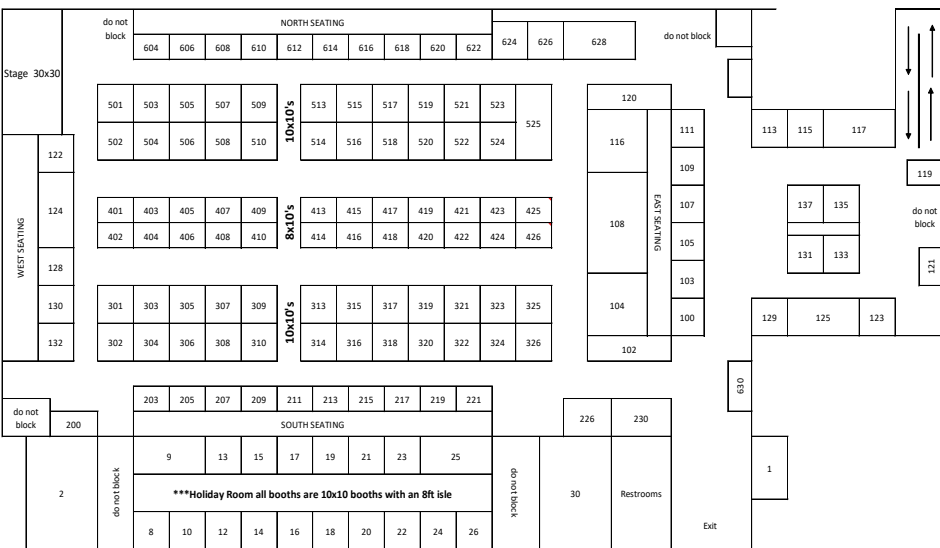 do not
block
NORTH SEATING
604 606 608 610 612 614 616 618 620 622
624 626 628
do not block
Stage 30x30
501 503 505 507 509
10x10's
513 515 517 519 521 523
525
502 504 506 508 510
514 516 518 520 522 524
120
116
111
113 115 117
122
109
119
WEST SEATING
124
401 403 405 407 409
8x10's
413 415 417 419 421 423 425
402 404 406 408 410
414 416 418 420 422 424 426
108
EAST SEATING
107
137 135
do not
block
105
131 133
121
128
103
130
301 303 305 307 309
10x10's
313 315 317 319 321 323 325
104
100
129 125 123
132
302 304 306 308 310
314 316 318 320 322 324 326
102
630
203 205 207 209 211 213 215 217 219 221
do not
block
200
SOUTH SEATING
226 230
2
do not block
9 13 15 17 19 21 23 25
do not block
30
Restrooms
1
***Holiday Room all booths are 10x10 booths with an 8ft isle
8 10 12 14 16 18 20 22 24 26
Exit